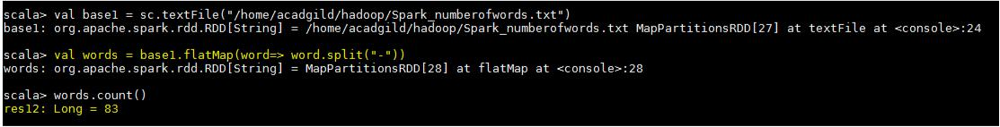 scala> val base1 = sc.textFile("/home/acadgild/hadoop/Spark_numberofwords.txt")
base1: org.apache.spark.rdd.RDD[String] = /home/acadgild/hadoop/Spark_numberofwords.txt MapPartitionsRDD[27] at textFile at <console>:24
scala> val words = base1.flatMap(word=> word.split("-"))
words: org.apache.spark.rdd.RDD[String] = MapPartitionsRDD[28] at flatMap at <console>:28
scala> words.count()
res12: Long = 83